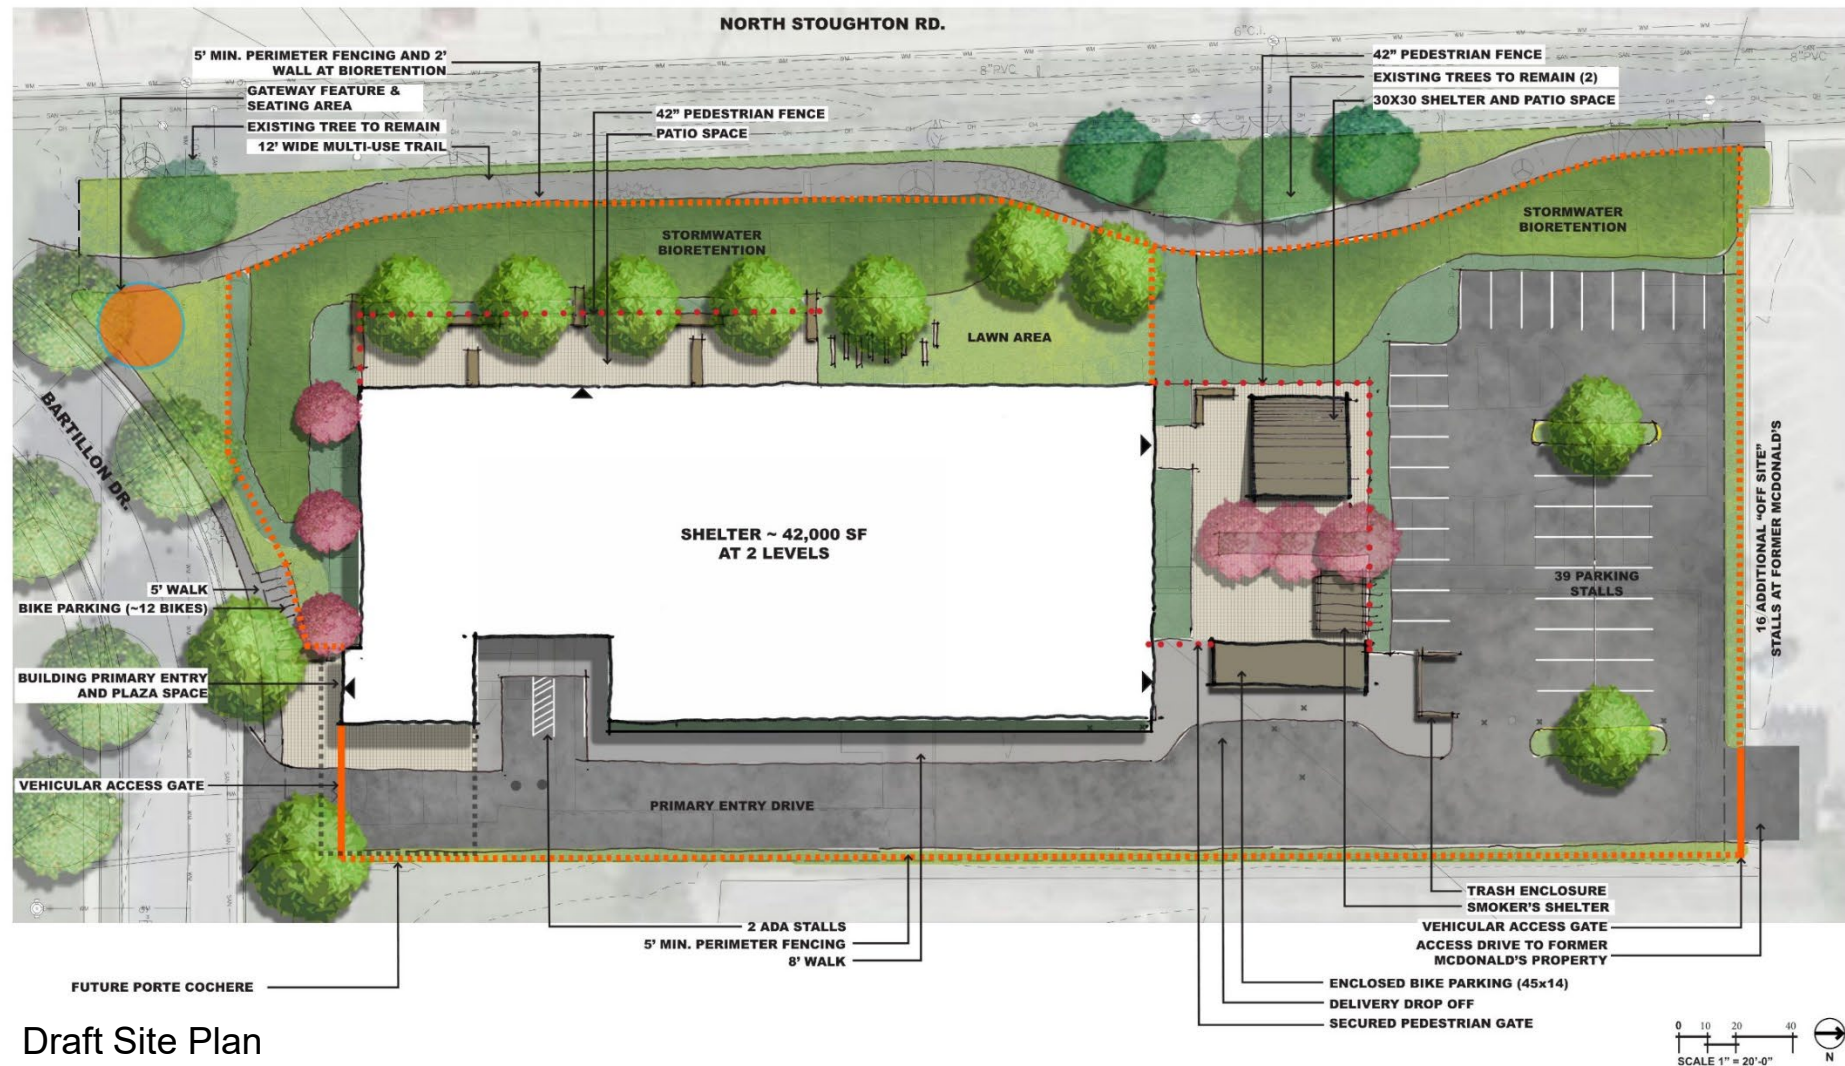 NORTH STOUGHTON RD.
5' MIN. PERIMETER FENCING AND 2'
WALL AT BIORETENTION
GATEWAY FEATURE &
SEATING AREA
EXISTING TREE TO REMAIN
12' WIDE MULTI-USE TRAIL
42" PEDESTRIAN FENCE
PATIO SPACE
6"C.I.
8"PVC
8"PVC
42" PEDESTRIAN FENCE
EXISTING TREES TO REMAIN (2)
30X30 SHELTER AND PATIO SPACE
STORMWATER
BIORETENTION
STORMWATER
BIORETENTION
LAWN AREA
BARTILLON DR.
SHELTER ~ 42,000 SF
AT 2 LEVELS
39 PARKING
STALLS
16 ADDITIONAL "OFF SITE"
STALLS AT FORMER MCDONALD'S
5' WALK
BIKE PARKING (~12 BIKES)
BUILDING PRIMARY ENTRY
AND PLAZA SPACE
VEHICULAR ACCESS GATE
PRIMARY ENTRY DRIVE
2 ADA STALLS
5' MIN. PERIMETER FENCING
8' WALK
FUTURE PORTE COCHERE
TRASH ENCLOSURE
SMOKER'S SHELTER
VEHICULAR ACCESS GATE
ACCESS DRIVE TO FORMER
MCDONALD'S PROPERTY
ENCLOSED BIKE PARKING (45x14)
DELIVERY DROP OFF
SECURED PEDESTRIAN GATE
Draft Site Plan
0 10 20 40
SCALE 1" = 20'-0"
N